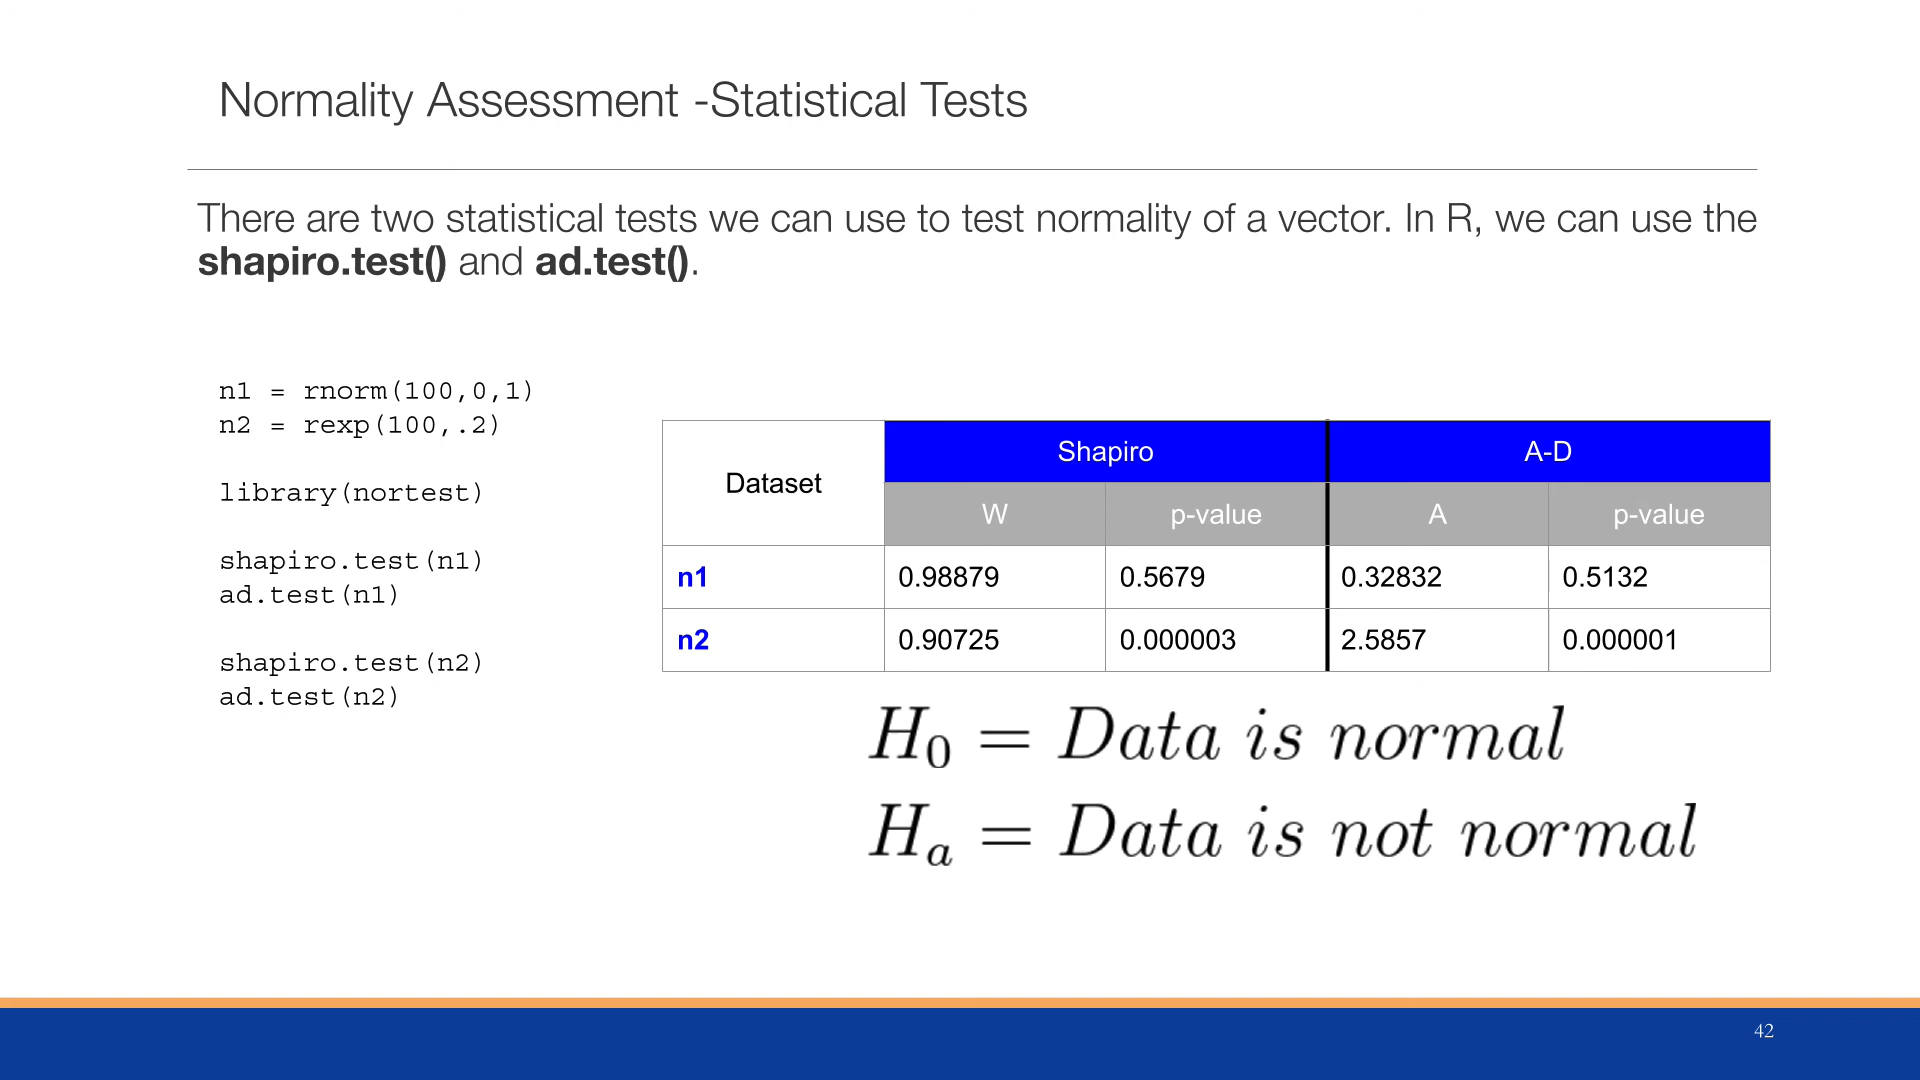 Normality Assessment -Statistical Tests
There are two statistical tests we can use to test normality of a vector. In R, we can use the
shapiro.test() and ad.test().
n1 = rnorm(100,0,1)
n2 = rexp(100,.2)
library(nortest)
shapiro.test(n1)
ad.test(n1)
shapiro.test(n2)
ad.test(n2)
Dataset Shapiro A-D
W p-value A p-value
n1 0.98879 0.5679 0.32832 0.5132
n2 0.90725 0.000003 2.5857 0.000001
H₀ = Data is normal
Hₐ = Data is not normal
42